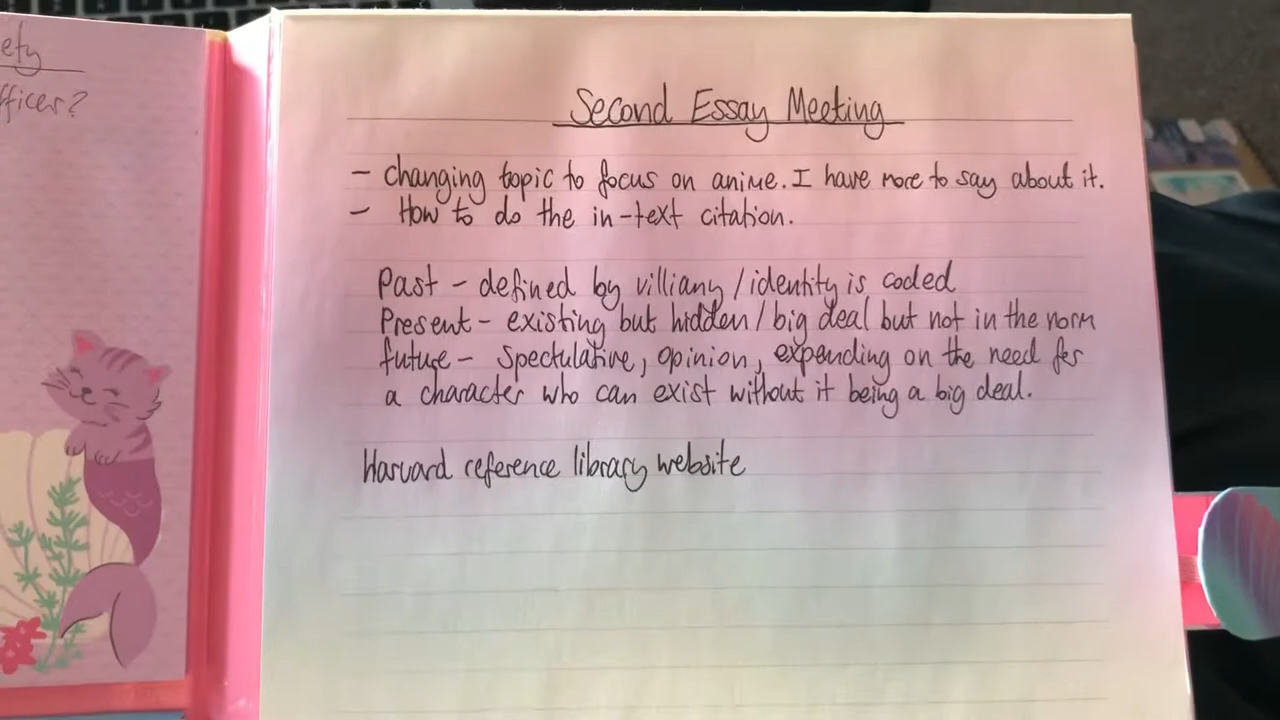 ety
fficer?
Second Essay Meeting
- changing topic to focus on anime. I have more to say about it.
- How to do the in-text citation.
Past - defined by villiany / identity is coded
Present - existing but hidden / big deal but not in the norm
future - spectulative, opinion, expending on the need for
a character who can exist without it being a big deal.
Harvard reference library website